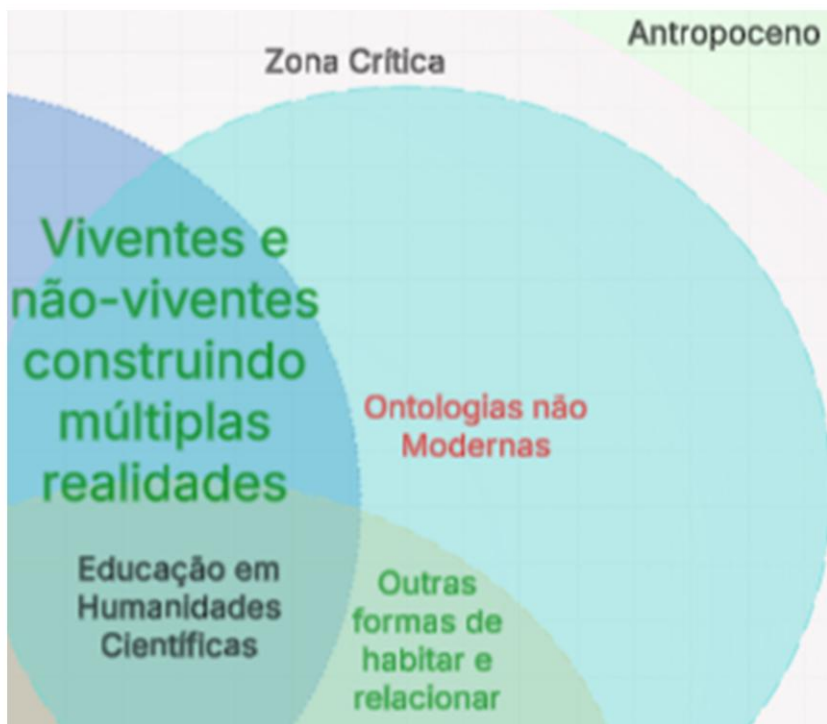 Antropoceno
Zona Crítica
Viventes e
não-viventes
construindo
múltiplas
realidades
Ontologias não
Modernas
Educação em
Humanidades
Científicas
Outras
formas de
habitar e
relacionar